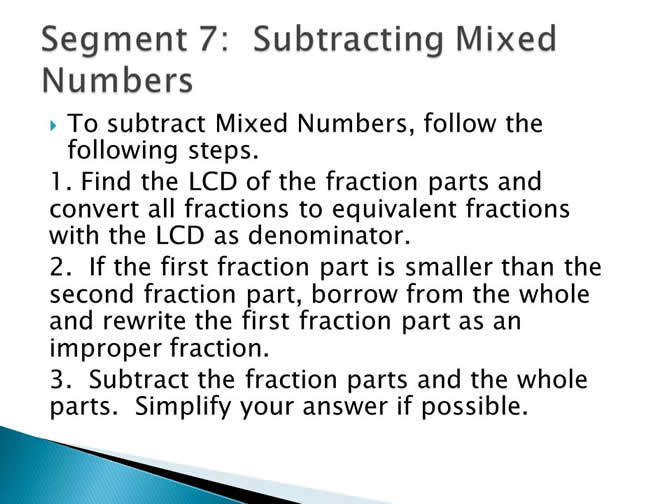 Segment 7:  Subtracting Mixed
Numbers
To subtract Mixed Numbers, follow the
following steps.
1. Find the LCD of the fraction parts and
convert all fractions to equivalent fractions
with the LCD as denominator.
2.  If the first fraction part is smaller than the
second fraction part, borrow from the whole
and rewrite the first fraction part as an
improper fraction.
3.  Subtract the fraction parts and the whole
parts.  Simplify your answer if possible.